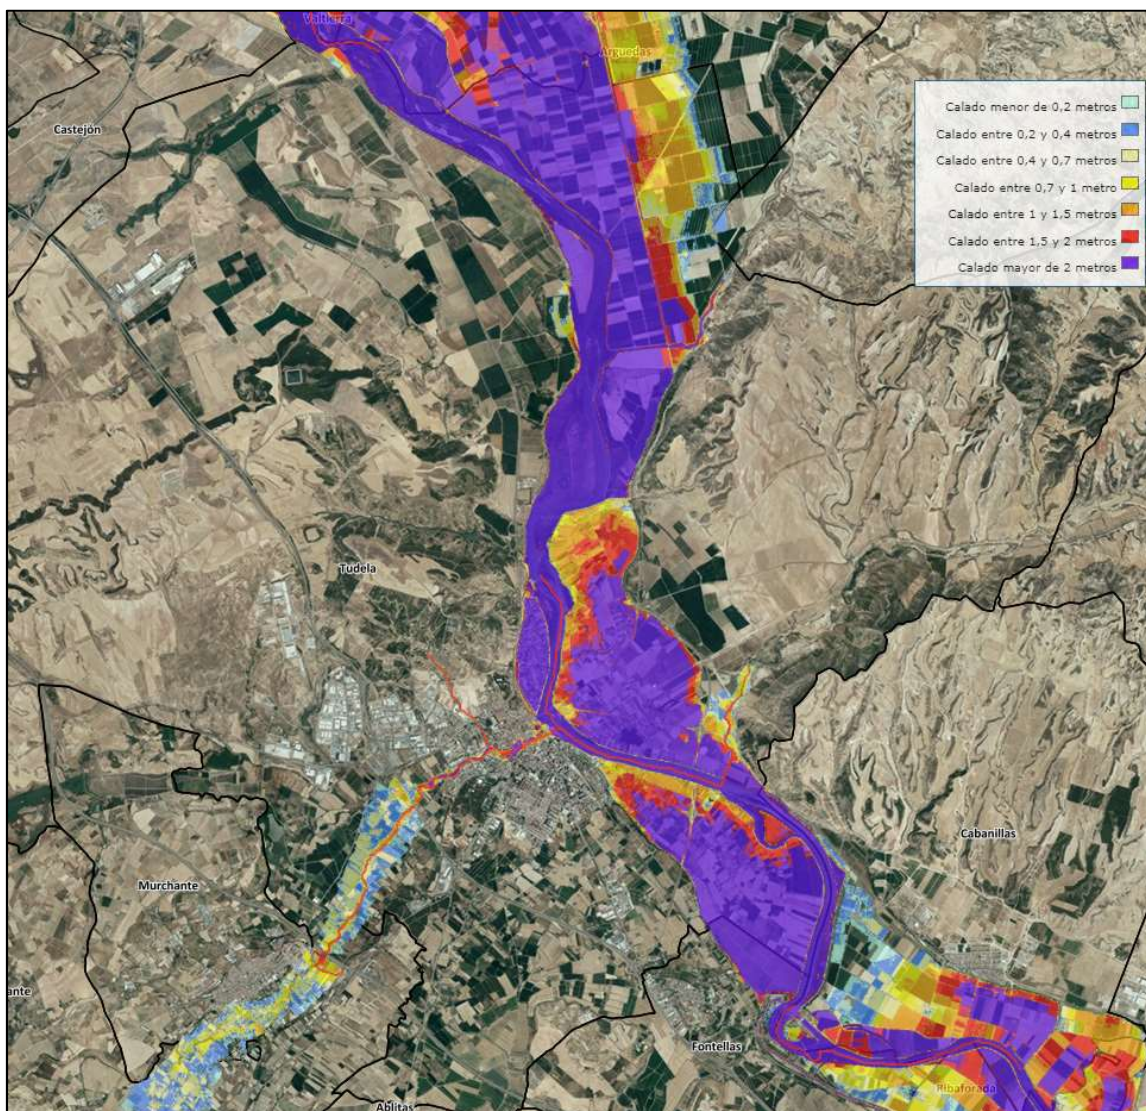 Valtierra
Arguedas
Calado menor de 0,2 metros
Castejón
Calado entre 0,2 y 0,4 metros
Calado entre 0,4 y 0,7 metros
Calado entre 0,7 y 1 metro
Calado entre 1 y 1,5 metros
Calado entre 1,5 y 2 metros
Calado mayor de 2 metros
Tudela
Cabanillas
Murchante
ante
Fontellas
Ribaforada
Ablitas